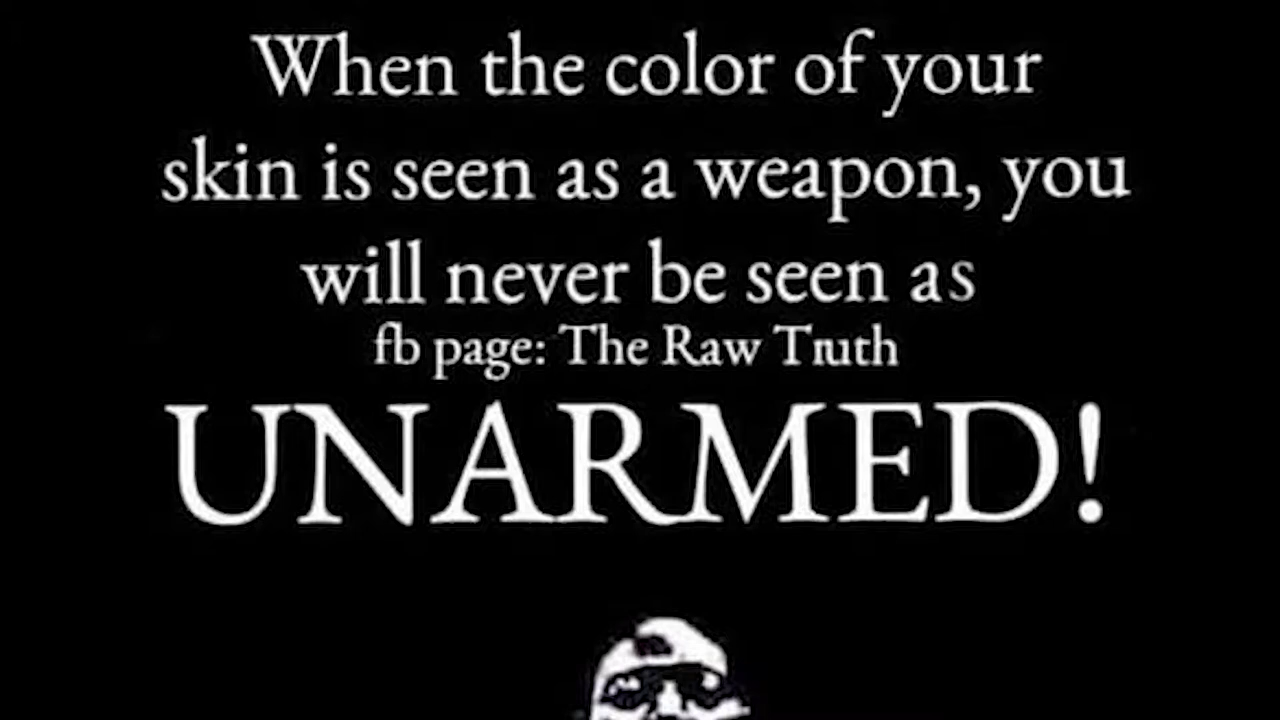 When the color of your
skin is seen as a weapon, you
will never be seen as
fb page: The Raw Truth
UNARMED!